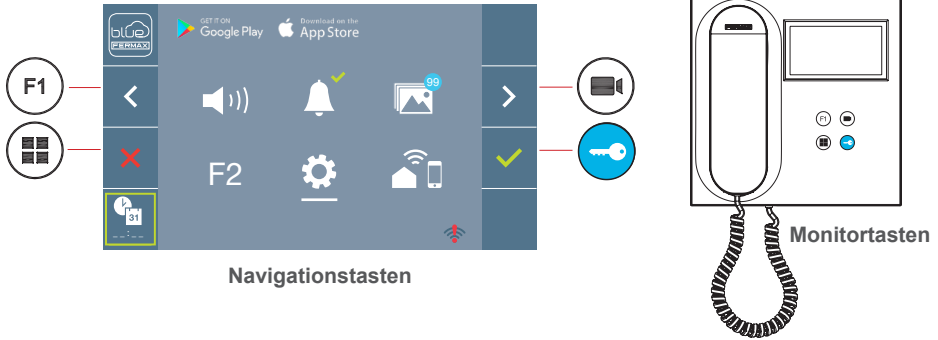 blue
FERMAX
GET IT ON
Google Play
Download on the
App Store
99
F1
F2
31
--:--
Navigationstasten
FERMAX
F1
Monitortasten